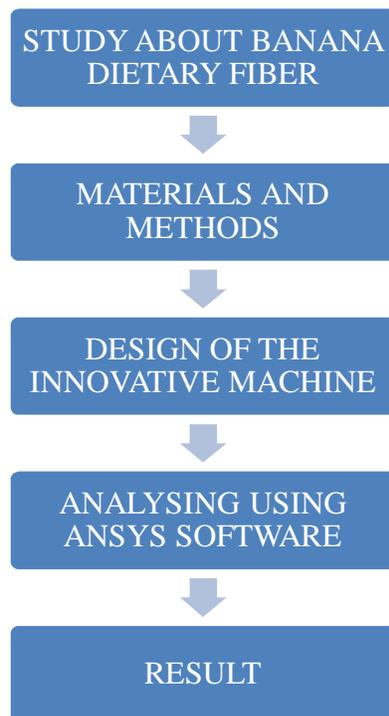 STUDY ABOUT BANANA
DIETARY FIBER
MATERIALS AND
METHODS
DESIGN OF THE
INNOVATIVE MACHINE
ANALYSING USING
ANSYS SOFTWARE
RESULT